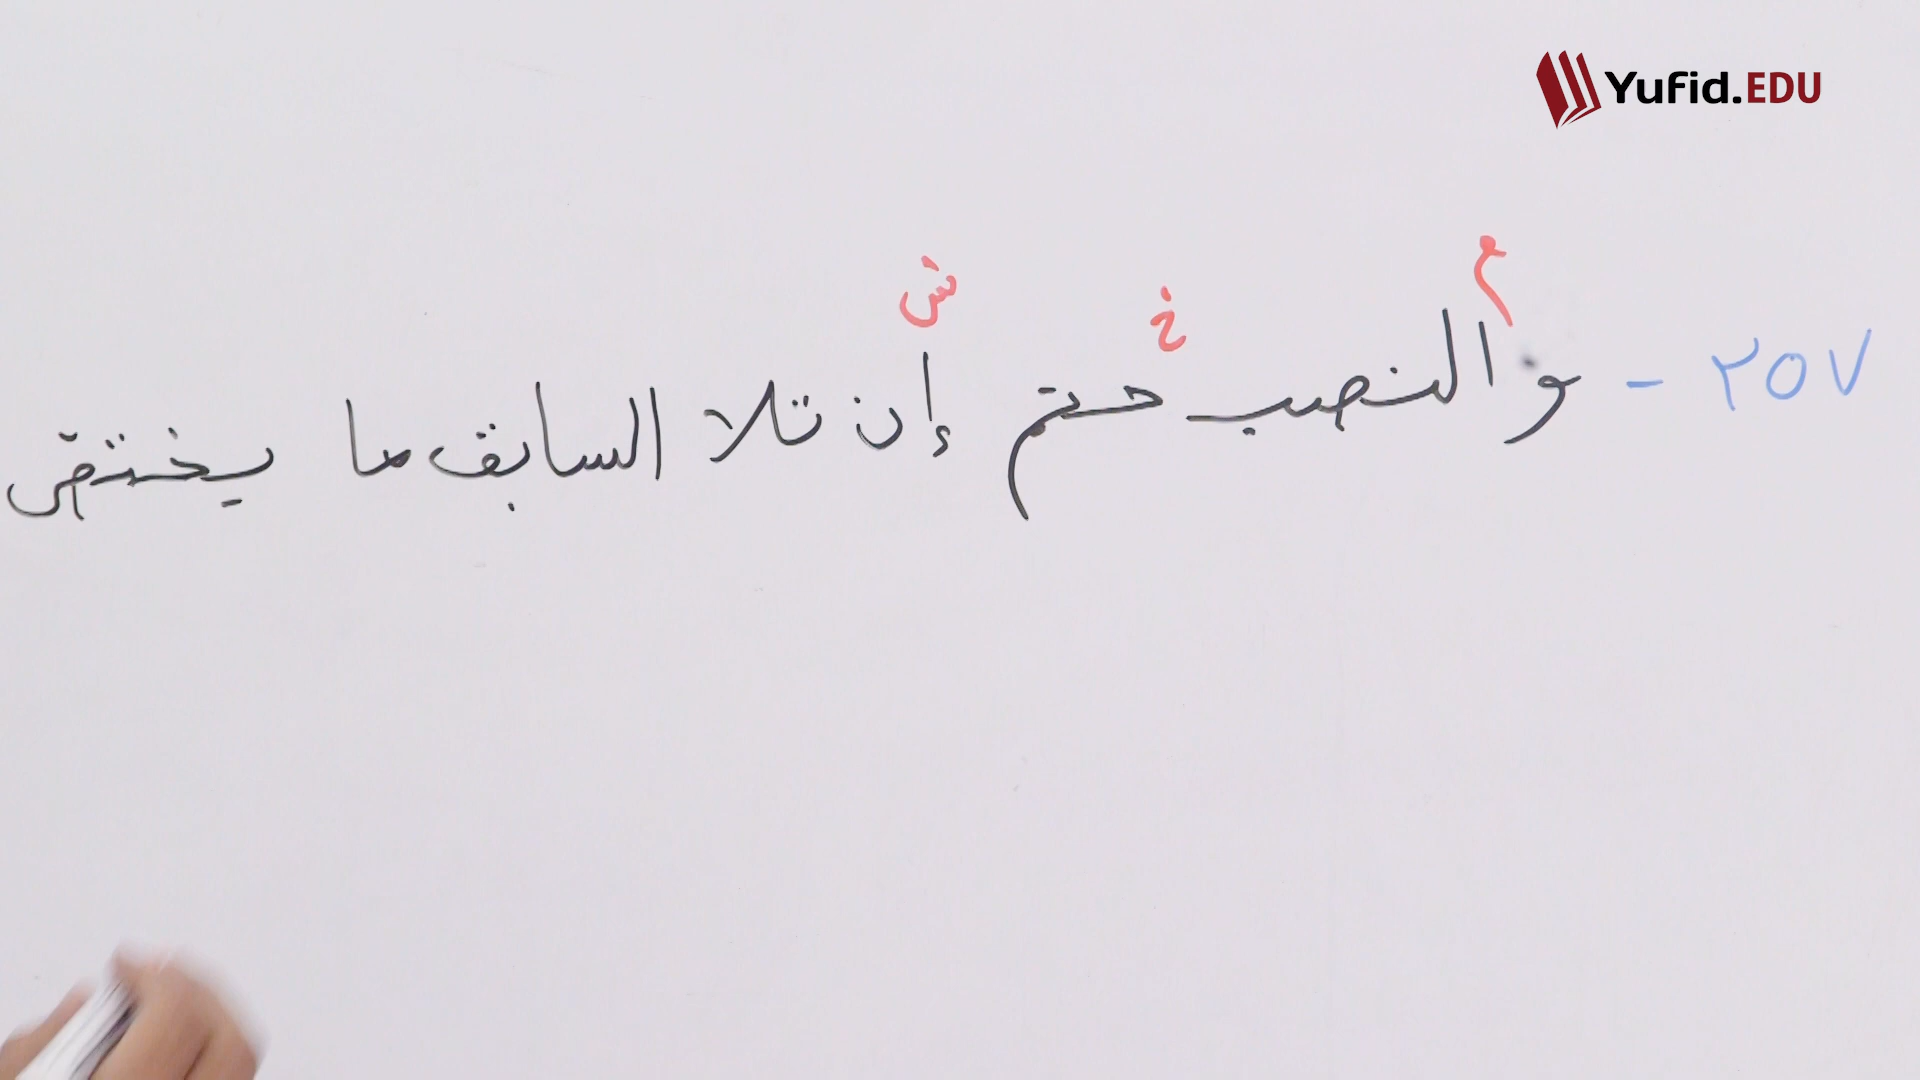 Yufid.EDU
م خ ش
٢٥٧ - والنصب حتم إن تلا السابق ما يختص